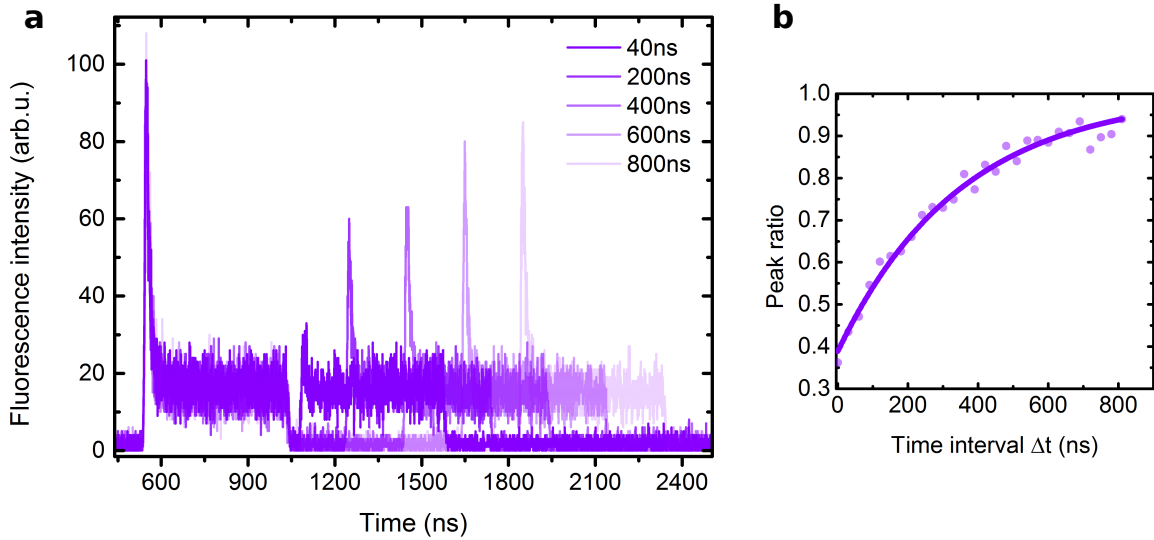 a
Fluorescence intensity (arb.u.)
100
80
60
40
20
0
600
900
1200
1500
1800
2100
2400
Time (ns)
40ns
200ns
400ns
600ns
800ns
b
Peak ratio
1.0
0.9
0.8
0.7
0.6
0.5
0.4
0.3
0
200
400
600
800
Time interval Δt (ns)